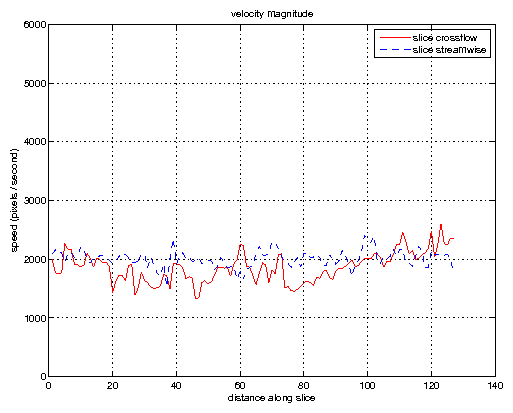 velocity magnitude
6000
5000
4000
3000
2000
1000
0
speed (pixels / second)
slice crossflow
slice streamwise
0 20 40 60 80 100 120 140
distance along slice